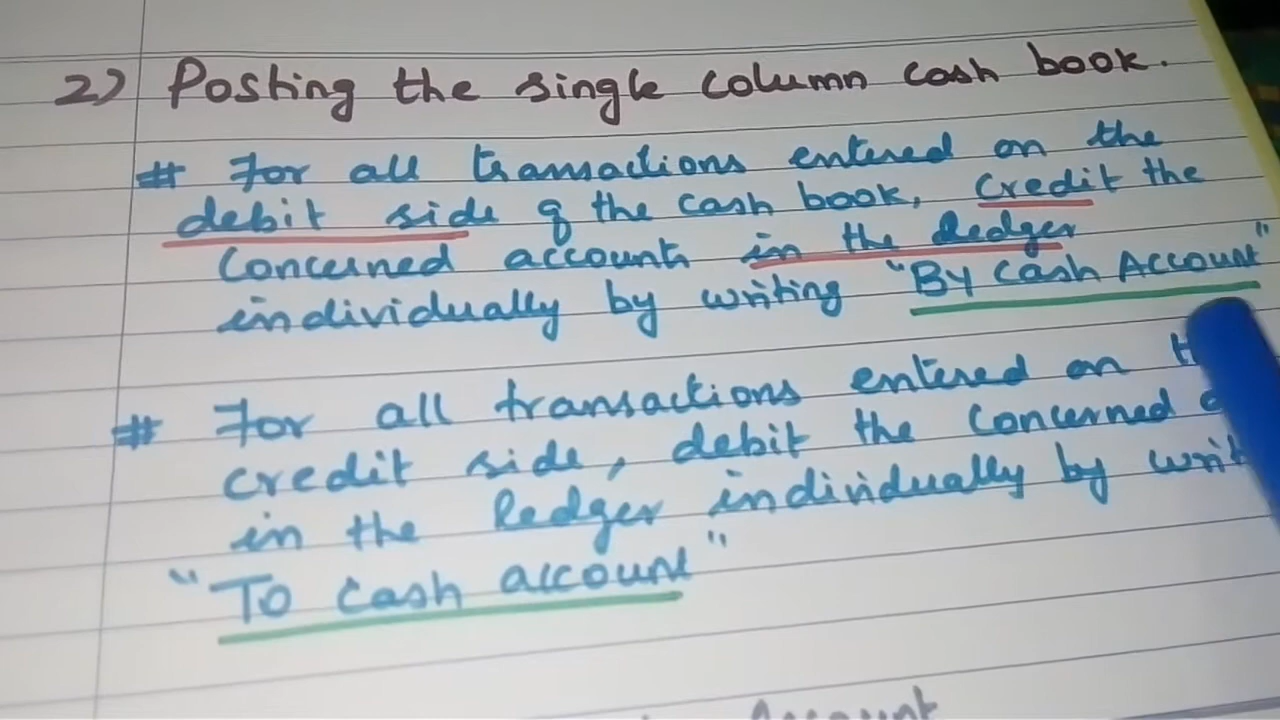 2) Posting the single column cash book.
# For all transactions entered on the
debit side of the cash book, Credit the
Concerned account in the Ledger
individually by writing "By Cash Account"
# For all transactions entered on
credit side, debit the Concerned
in the Ledger individually by
"To cash account"
Account